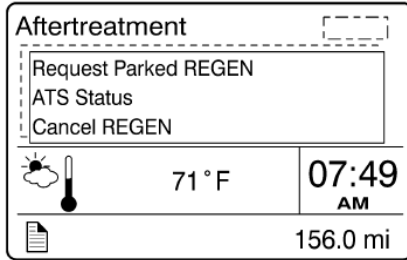 Aftertreatment
Request Parked REGEN
ATS Status
Cancel REGEN
71°F
07:49
AM
156.0 mi